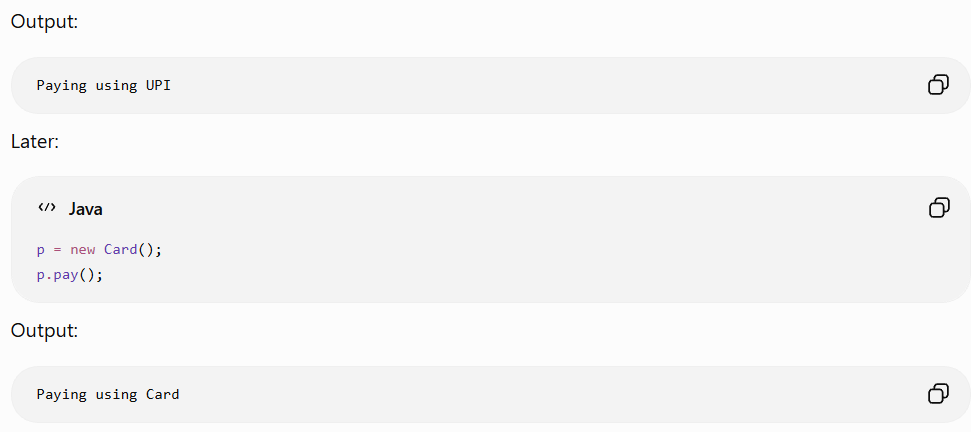 Output:
Paying using UPI
Later:
</> Java
p = new Card();
p.pay();
Output:
Paying using Card